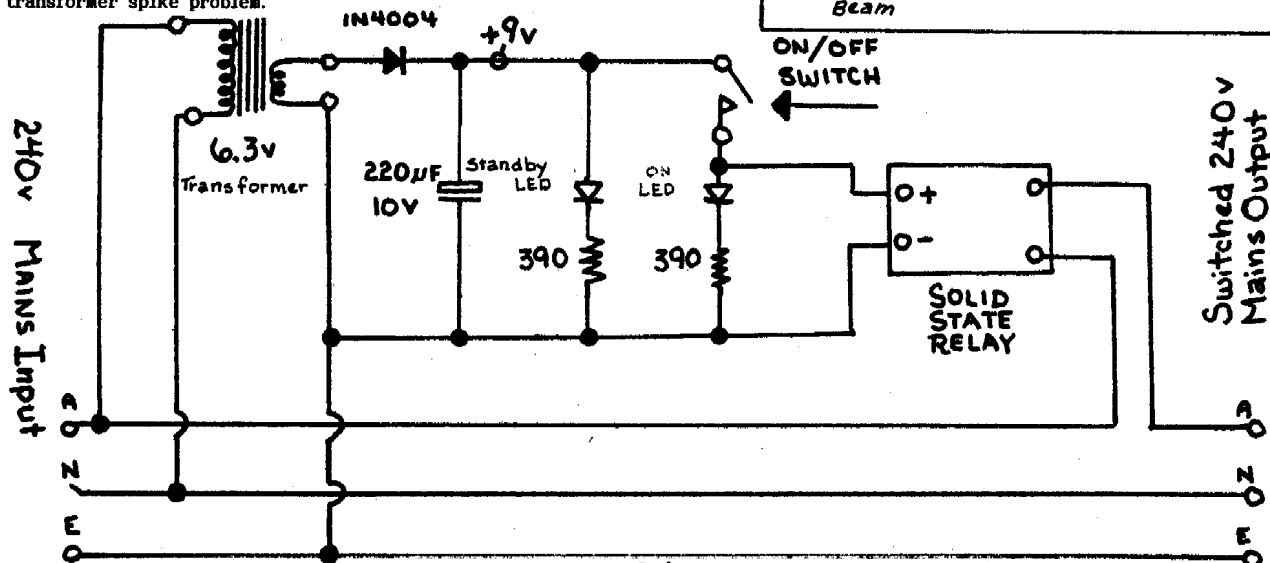 transformer spike problem.
Beam
1N4004
+9v
ON/OFF
SWITCH
6.3v
Transformer
220µF
10V
Standby
LED
ON
LED
390
390
+
-
SOLID
STATE
RELAY
240v Mains Input
Switched 240v
Mains Output
A
N
E
A
N
E